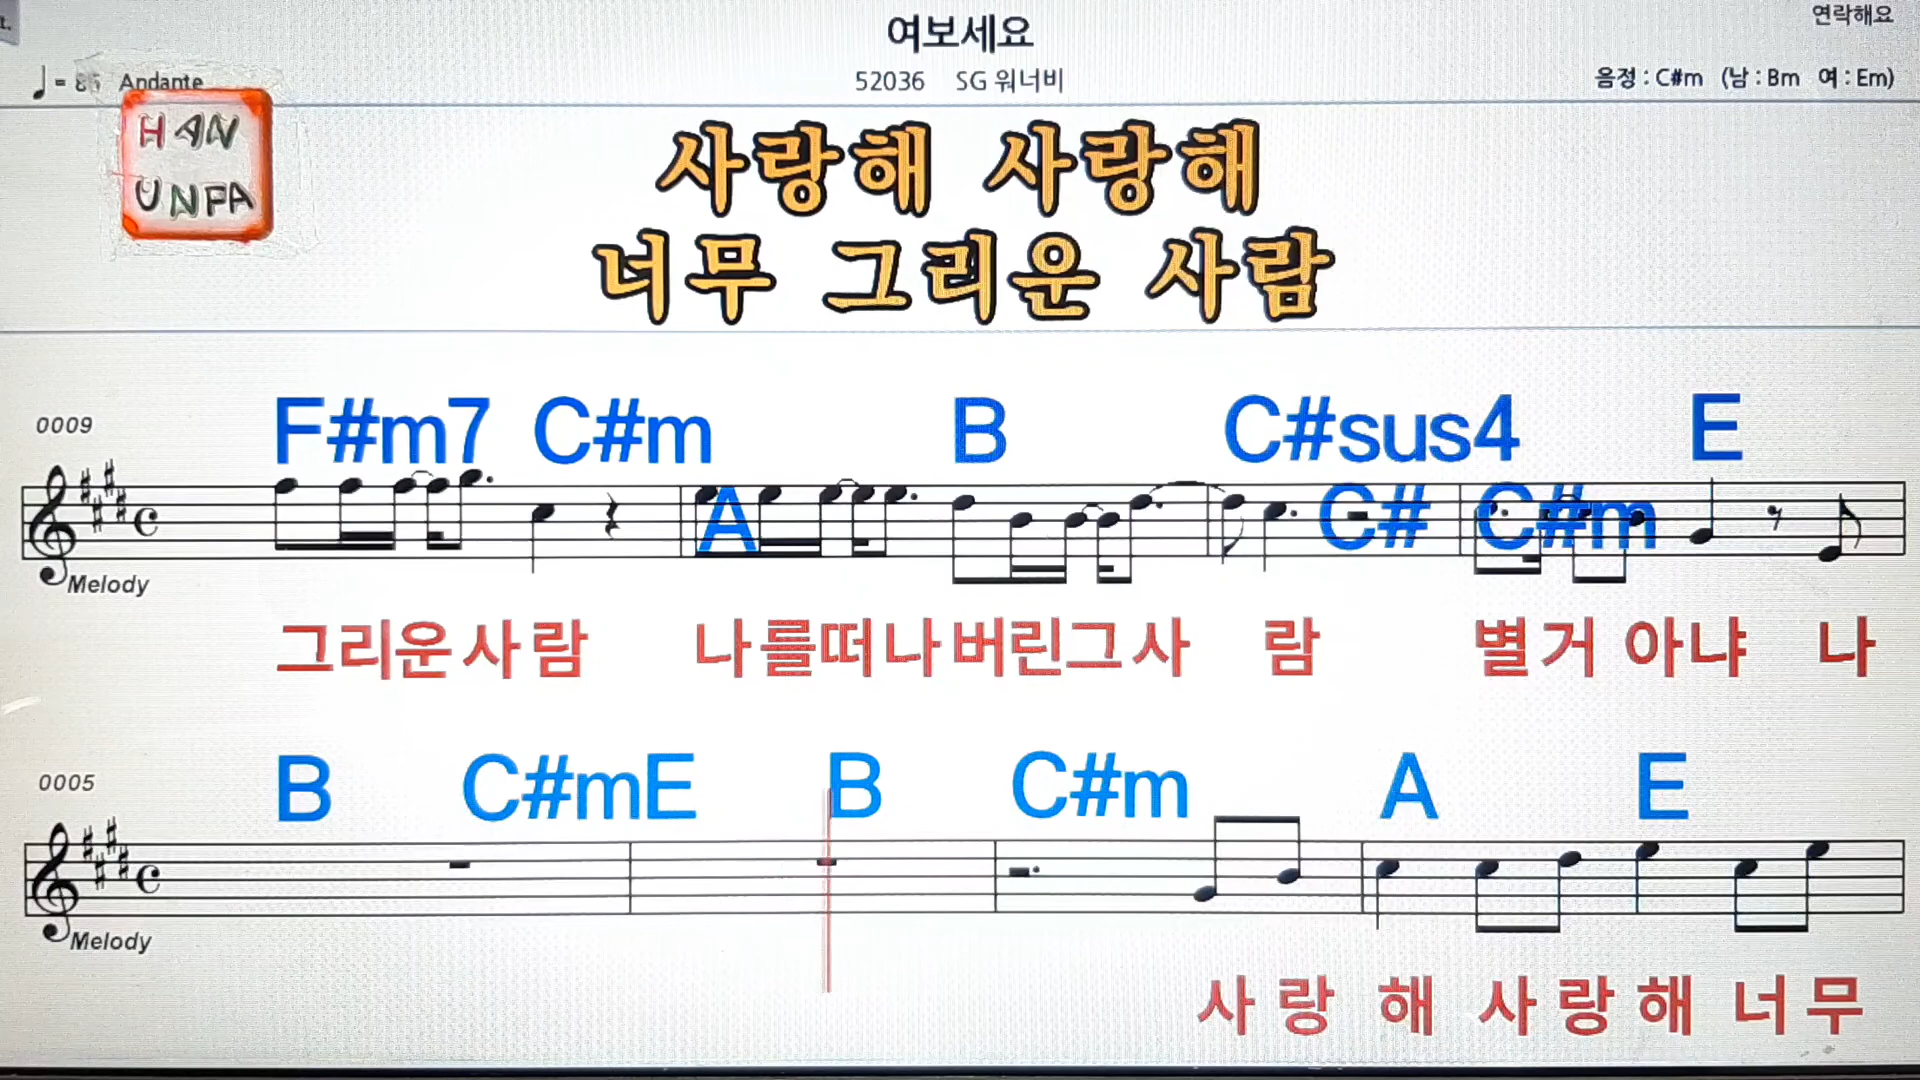 연락해요
여보세요
♩ = 85 Andante
52036 SG 워너비
음정 : C#m (남 : Bm 여 : Em)
HAN
UNPA
사랑해 사랑해
너무 그리운 사람
0009
F#m7 C#m B C#sus4 E
A C# C#m
Melody
그리운사람 나를떠나버린그사 람 별거 아냐 나
0005
B C#mE B C#m A E
Melody
사랑 해 사랑해 너무